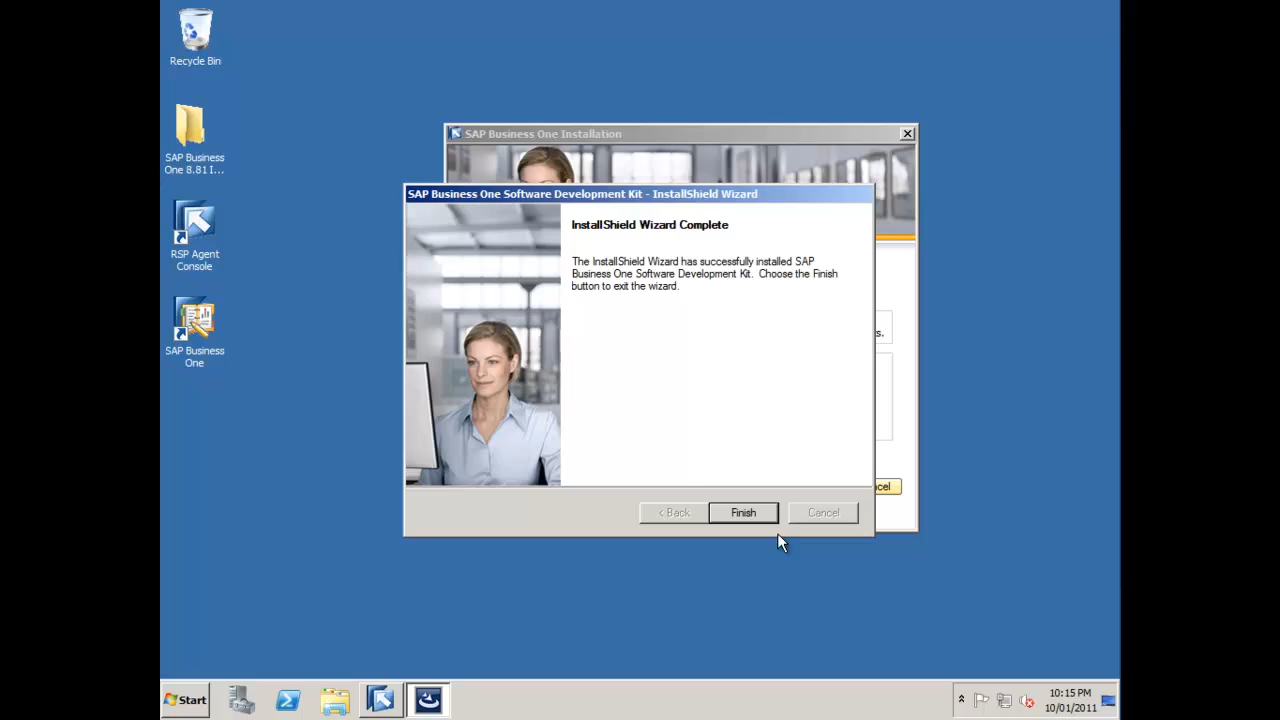 Recycle Bin
SAP Business
One 8.81 I...
RSP Agent
Console
SAP Business
One
SAP Business One Installation
SAP Business One Software Development Kit - InstallShield Wizard
InstallShield Wizard Complete
The InstallShield Wizard has successfully installed SAP
Business One Software Development Kit. Choose the Finish
button to exit the wizard.
s.
cel
< Back
Finish
Cancel
Start
10:15 PM
10/01/2011